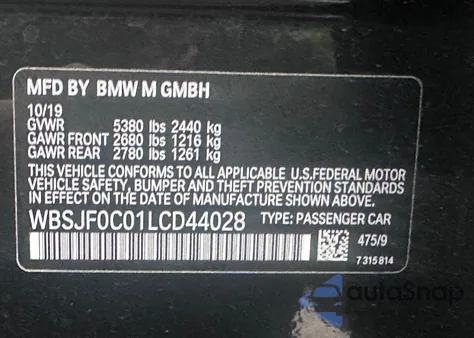 MFD BY BMW M GMBH
10/19
GVWR 5380 lbs 2440 kg
GAWR FRONT 2680 lbs 1216 kg
GAWR REAR 2780 lbs 1261 kg
THIS VEHICLE CONFORMS TO ALL APPLICABLE U.S.FEDERAL MOTOR
VEHICLE SAFETY, BUMPER AND THEFT PREVENTION STANDARDS
IN EFFECT ON THE DATE OF MANUFACTURE SHOWN ABOVE.
WBSJF0C01LCD44028 TYPE: PASSENGER CAR
475/9
7315814
autoSnap